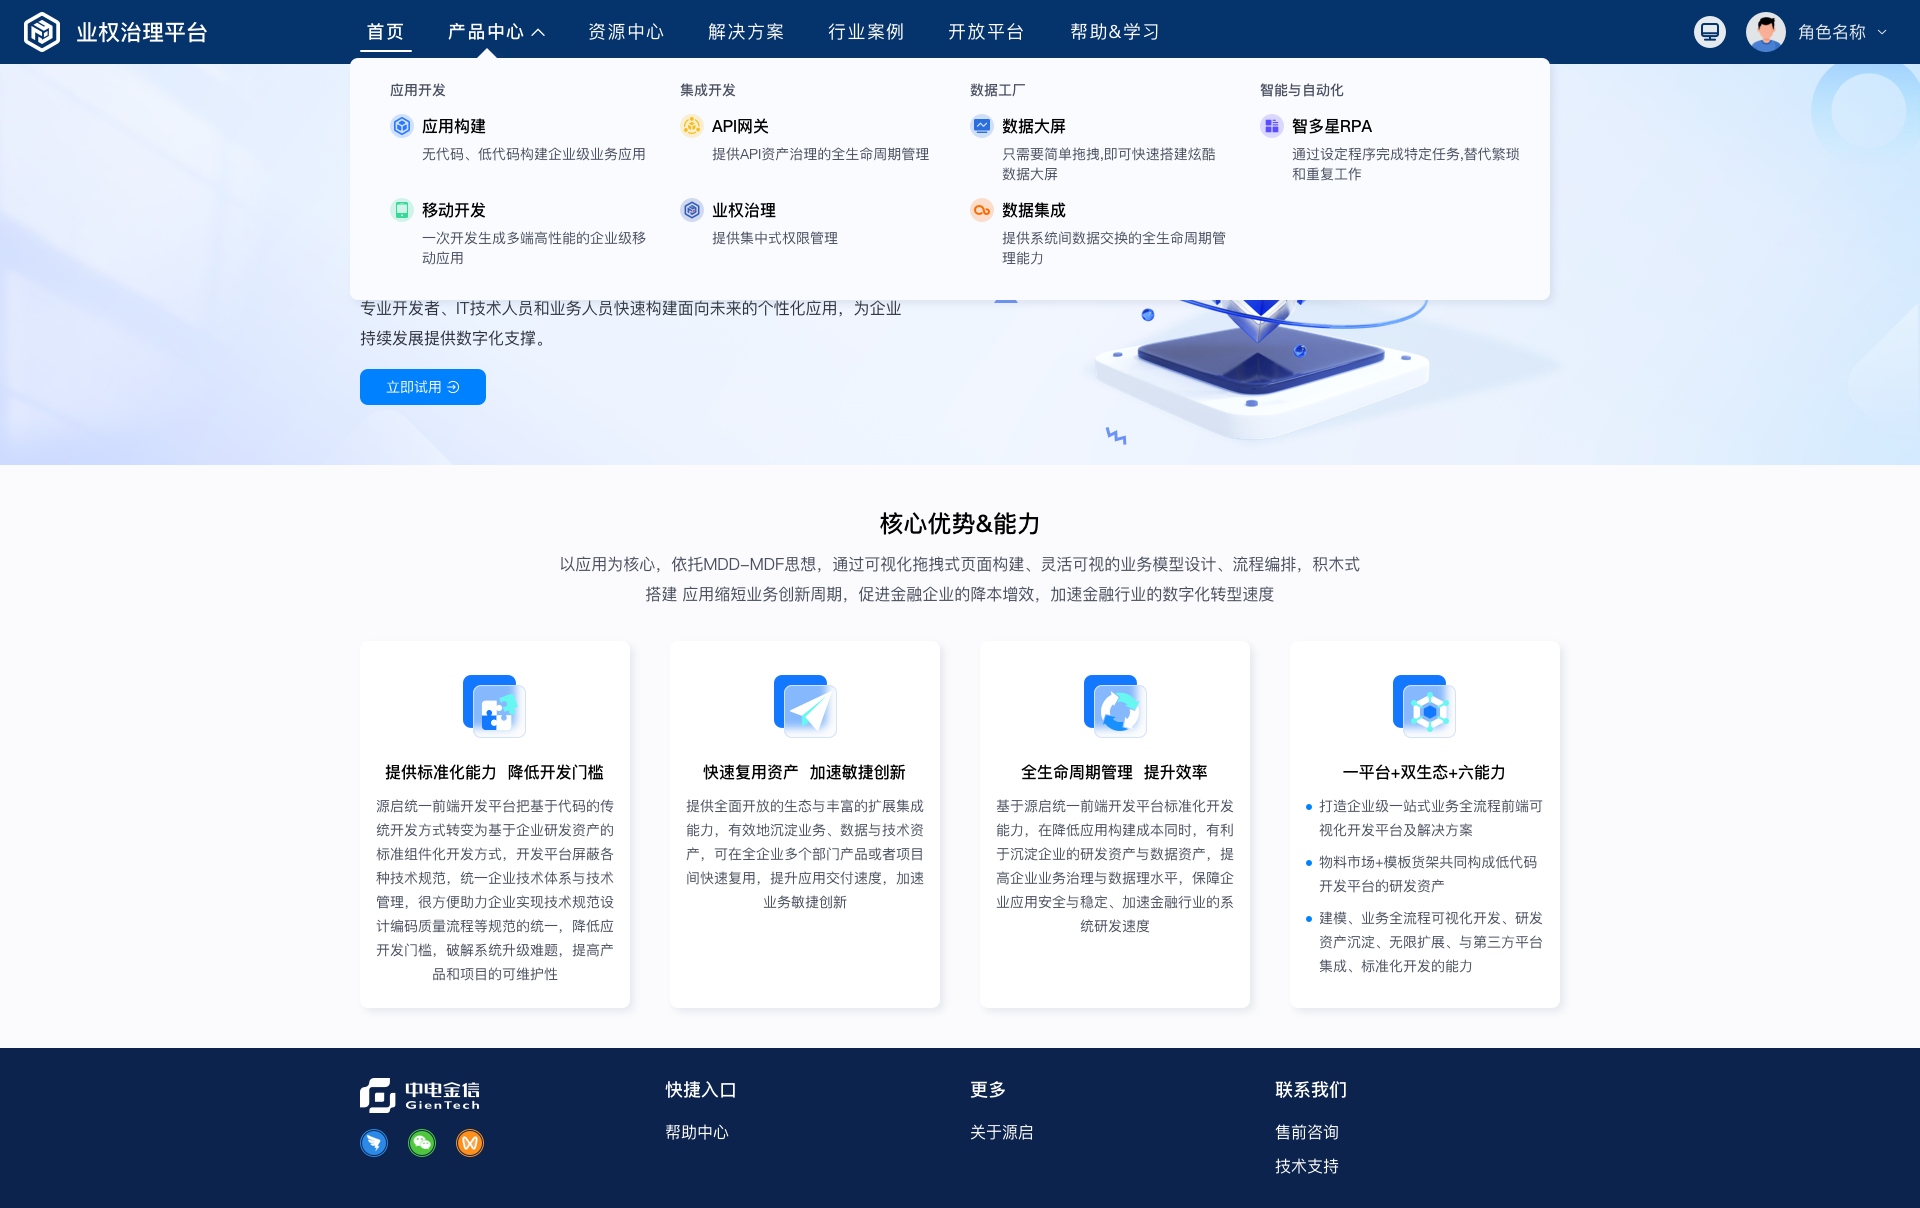 业权治理平台
首页
产品中心
资源中心
解决方案
行业案例
开放平台
帮助&学习
角色名称
应用开发
应用构建
无代码、低代码构建企业级业务应用
移动开发
一次开发生成多端高性能的企业级移
动应用
集成开发
API网关
提供API资产治理的全生命周期管理
业权治理
提供集中式权限管理
数据工厂
数据大屏
只需要简单拖拽,即可快速搭建炫酷
数据大屏
数据集成
提供系统间数据交换的全生命周期管
理能力
智能与自动化
智多星RPA
通过设定程序完成特定任务,替代繁琐
和重复工作
专业开发者、IT技术人员和业务人员快速构建面向未来的个性化应用，为企业
持续发展提供数字化支撑。
立即试用
核心优势&能力
以应用为核心，依托MDD-MDF思想，通过可视化拖拽式页面构建、灵活可视的业务模型设计、流程编排，积木式
搭建 应用缩短业务创新周期，促进金融企业的降本增效，加速金融行业的数字化转型速度
提供标准化能力 降低开发门槛
源启统一前端开发平台把基于代码的传
统开发方式转变为基于企业研发资产的
标准组件化开发方式，开发平台屏蔽各
种技术规范，统一企业技术体系与技术
管理，很方便助力企业实现技术规范设
计编码质量流程等规范的统一，降低应
开发门槛，破解系统升级难题，提高产
品和项目的可维护性
快速复用资产 加速敏捷创新
提供全面开放的生态与丰富的扩展集成
能力，有效地沉淀业务、数据与技术资
产，可在全企业多个部门产品或者项目
间快速复用，提升应用交付速度，加速
业务敏捷创新
全生命周期管理 提升效率
基于源启统一前端开发平台标准化开发
能力，在降低应用构建成本同时，有利
于沉淀企业的研发资产与数据资产，提
高企业业务治理与数据理水平，保障企
业应用安全与稳定、加速金融行业的系
统研发速度
一平台+双生态+六能力
打造企业级一站式业务全流程前端可
视化开发平台及解决方案
物料市场+模板货架共同构成低代码
开发平台的研发资产
建模、业务全流程可视化开发、研发
资产沉淀、无限扩展、与第三方平台
集成、标准化开发的能力
中电金信
GienTech
快捷入口
帮助中心
更多
关于源启
联系我们
售前咨询
技术支持